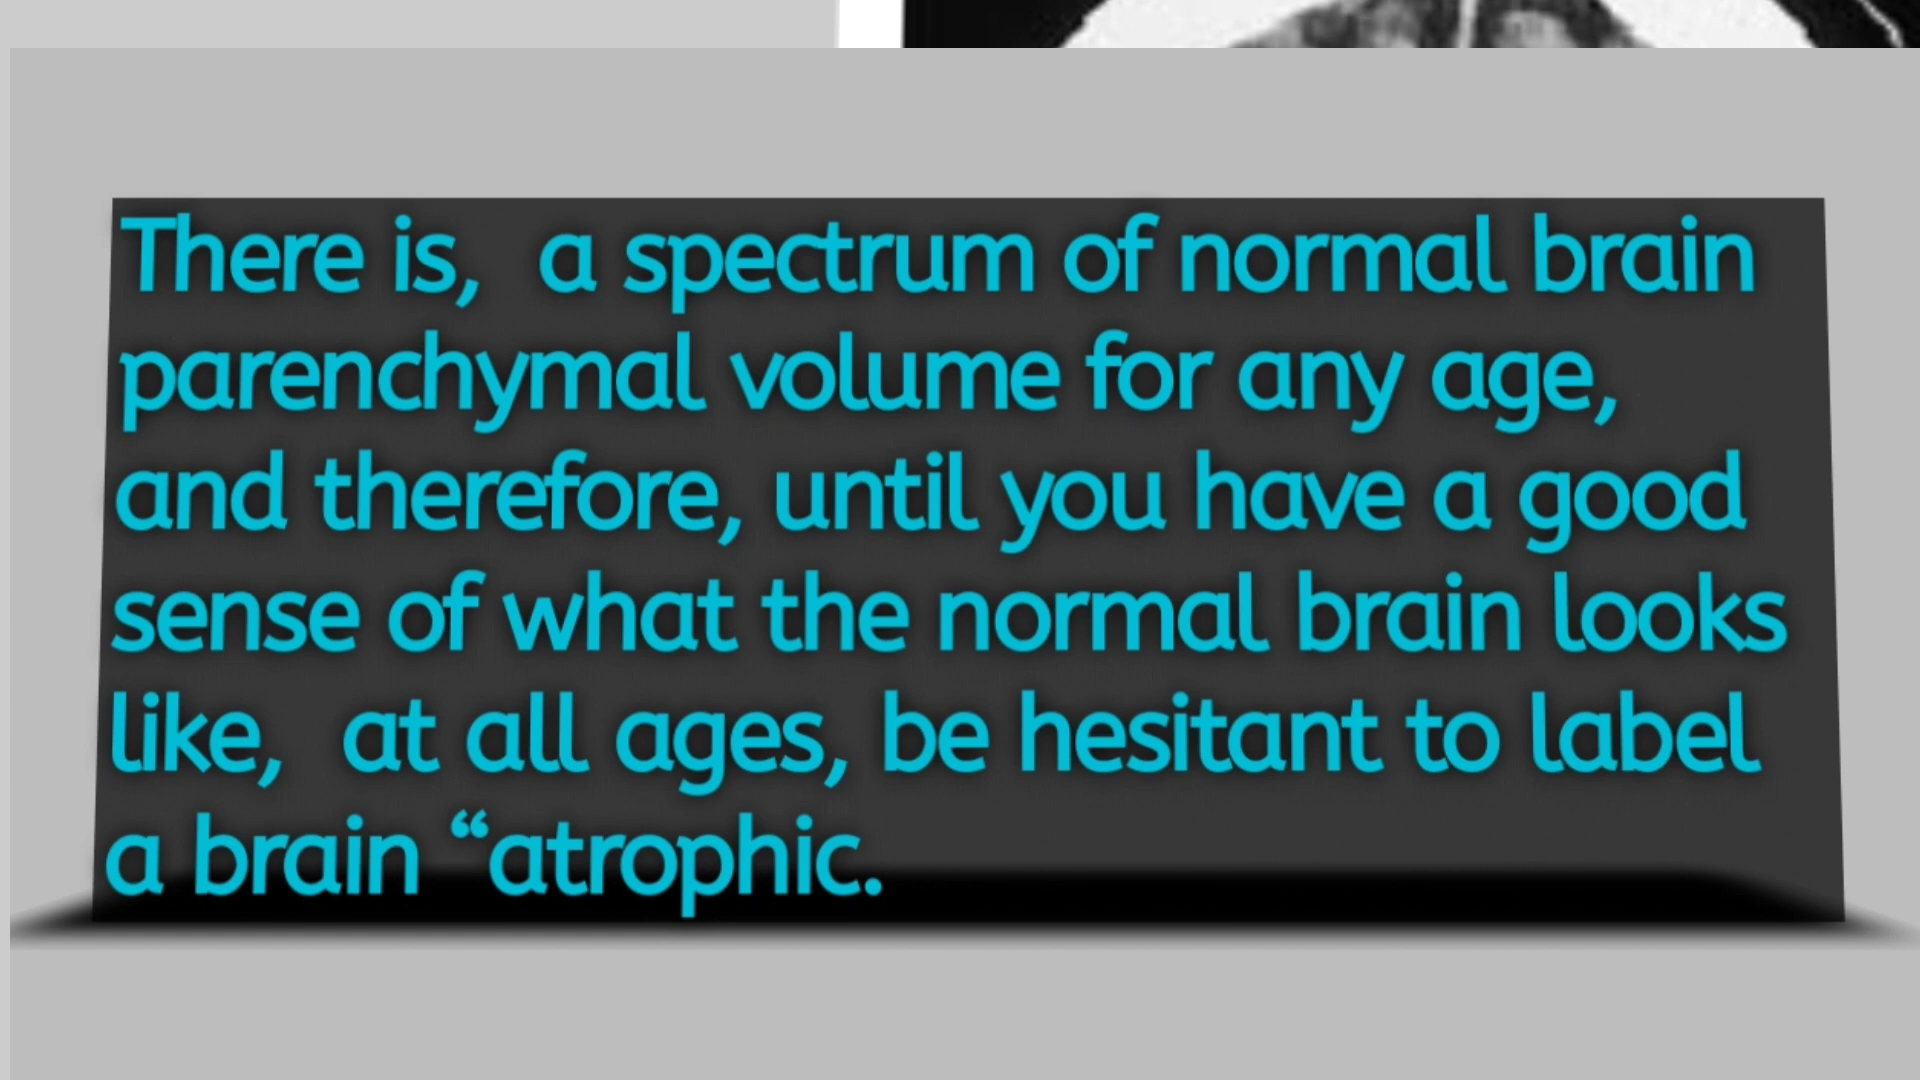 There is,  a spectrum of normal brain
parenchymal volume for any age,
and therefore, until you have a good
sense of what the normal brain looks
like,  at all ages, be hesitant to label
a brain “atrophic.